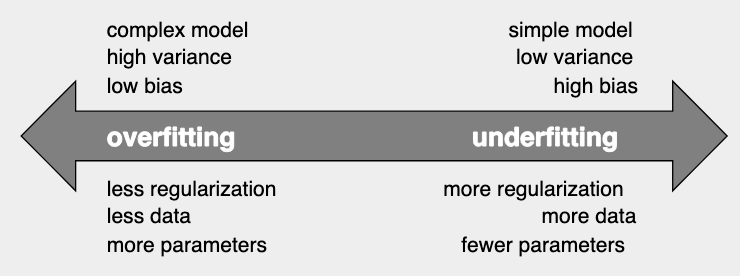 complex model
high variance
low bias
simple model
low variance
high bias
overfitting
underfitting
less regularization
less data
more parameters
more regularization
more data
fewer parameters